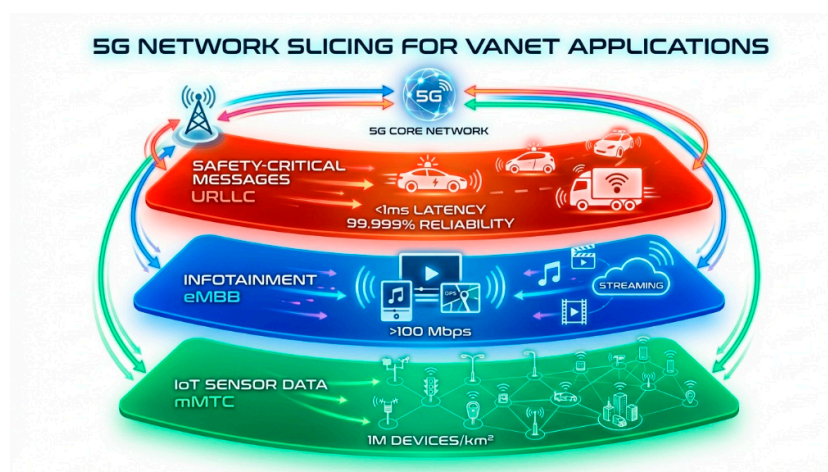 5G NETWORK SLICING FOR VANET APPLICATIONS
5G
5G CORE NETWORK
SAFETY-CRITICAL
MESSAGES
URLLC
<1ms LATENCY
99.999% RELIABILITY
INFOTAINMENT
eMBB
GPS
STREAMING
>100 Mbps
IoT SENSOR DATA
mMTC
1M DEVICES/km²